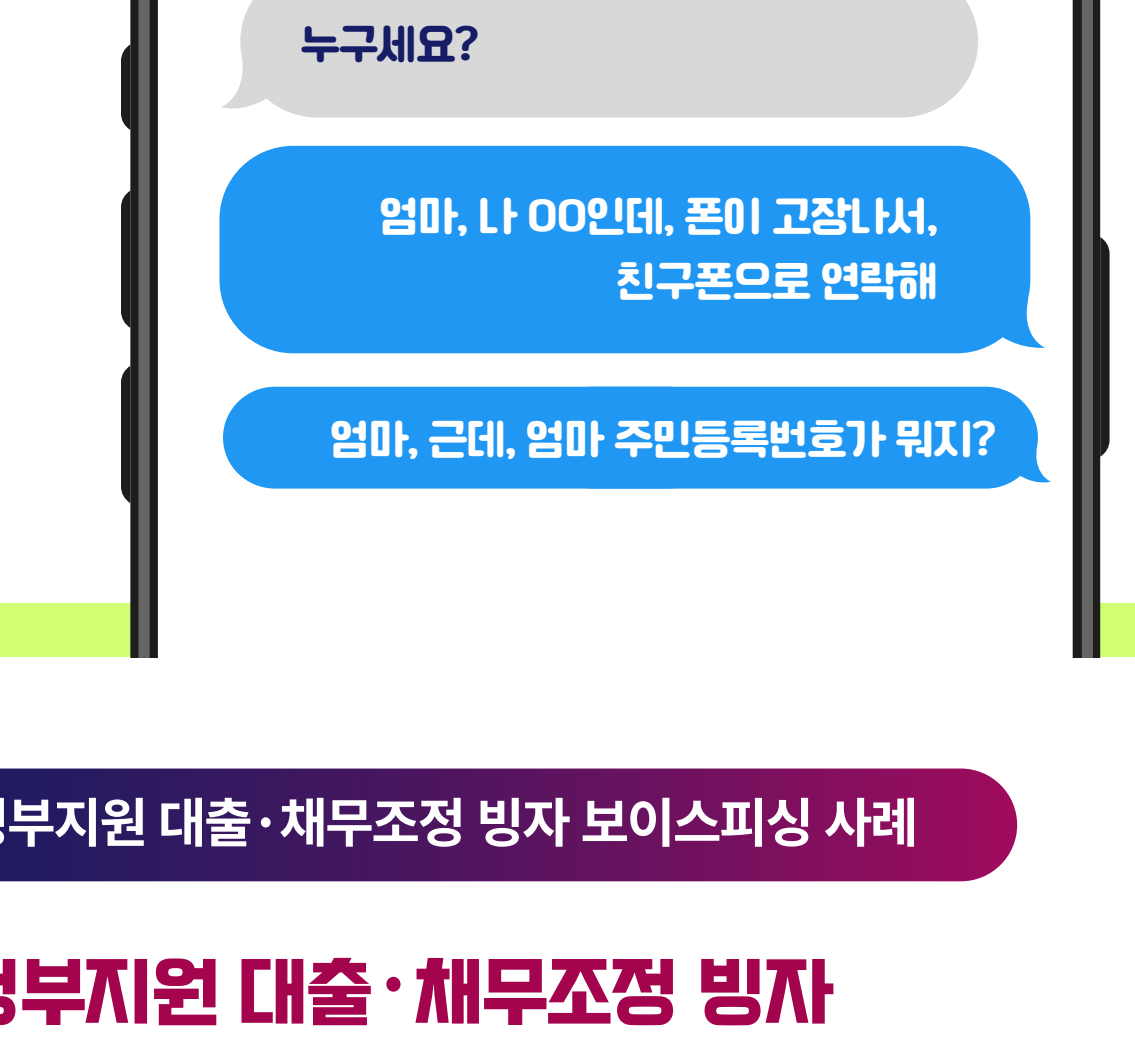 누구세요?
엄마, 나 OO인데, 폰이 고장나서,
친구폰으로 연락해
엄마, 근데, 엄마 주민등록번호가 뭐지?
정부지원 대출·채무조정 빙자 보이스피싱 사례
정부지원 대출·채무조정 빙자